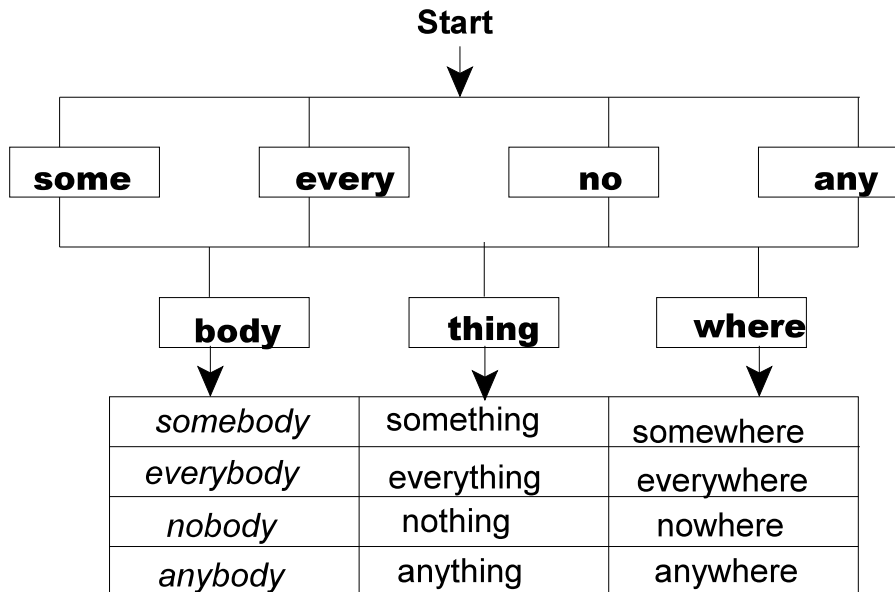 Start
some every no any
body thing where
somebody something somewhere
everybody everything everywhere
nobody nothing nowhere
anybody anything anywhere